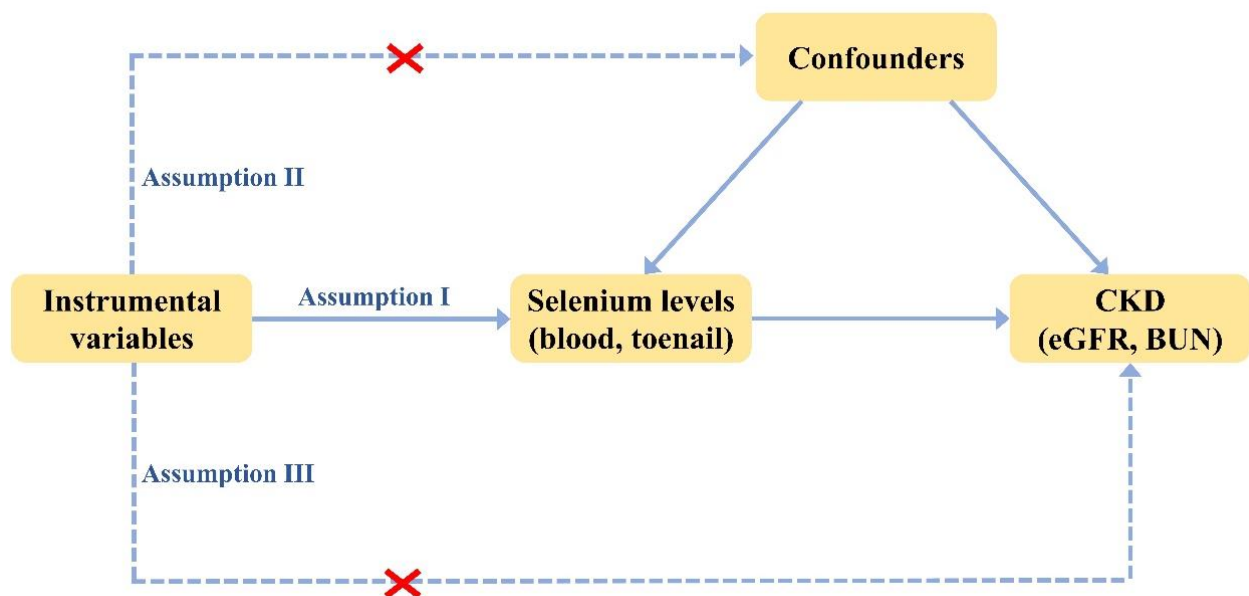 Confounders
Assumption II
Instrumental
variables
Assumption I
Selenium levels
(blood, toenail)
CKD
(eGFR, BUN)
Assumption III